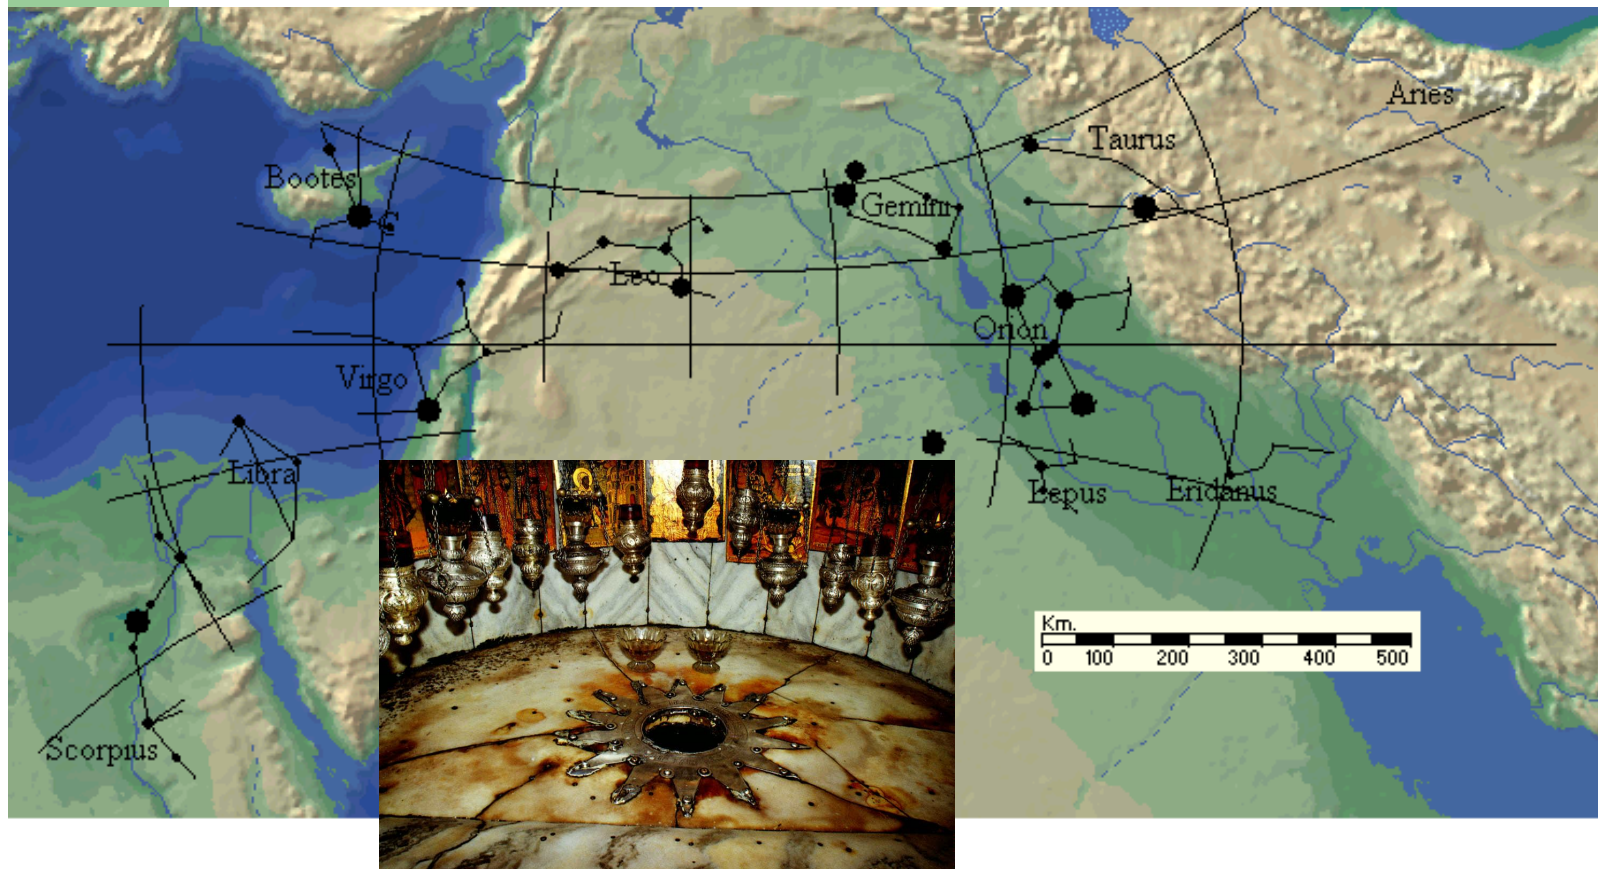 Aries
Taurus
Bootes
Gemini
Leo
Orion
Virgo
Libra
Lepus
Eridanus
Km.
0 100 200 300 400 500
Scorpius